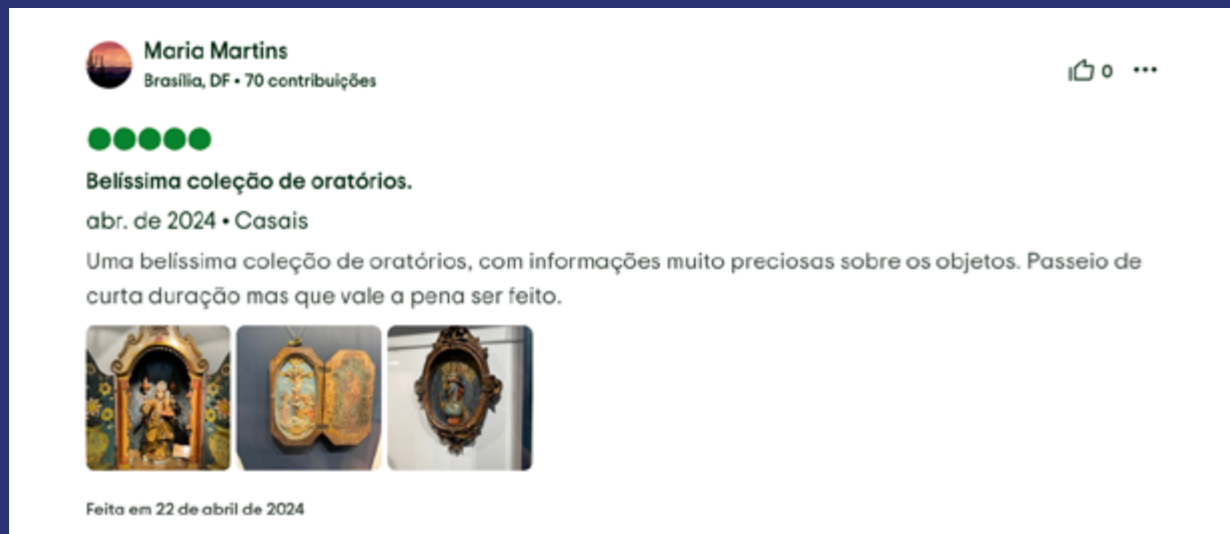 Maria Martins
Brasília, DF • 70 contribuições
0
Belíssima coleção de oratórios.
abr. de 2024 • Casais
Uma belíssima coleção de oratórios, com informações muito preciosas sobre os objetos. Passeio de
curta duração mas que vale a pena ser feito.
Feita em 22 de abril de 2024